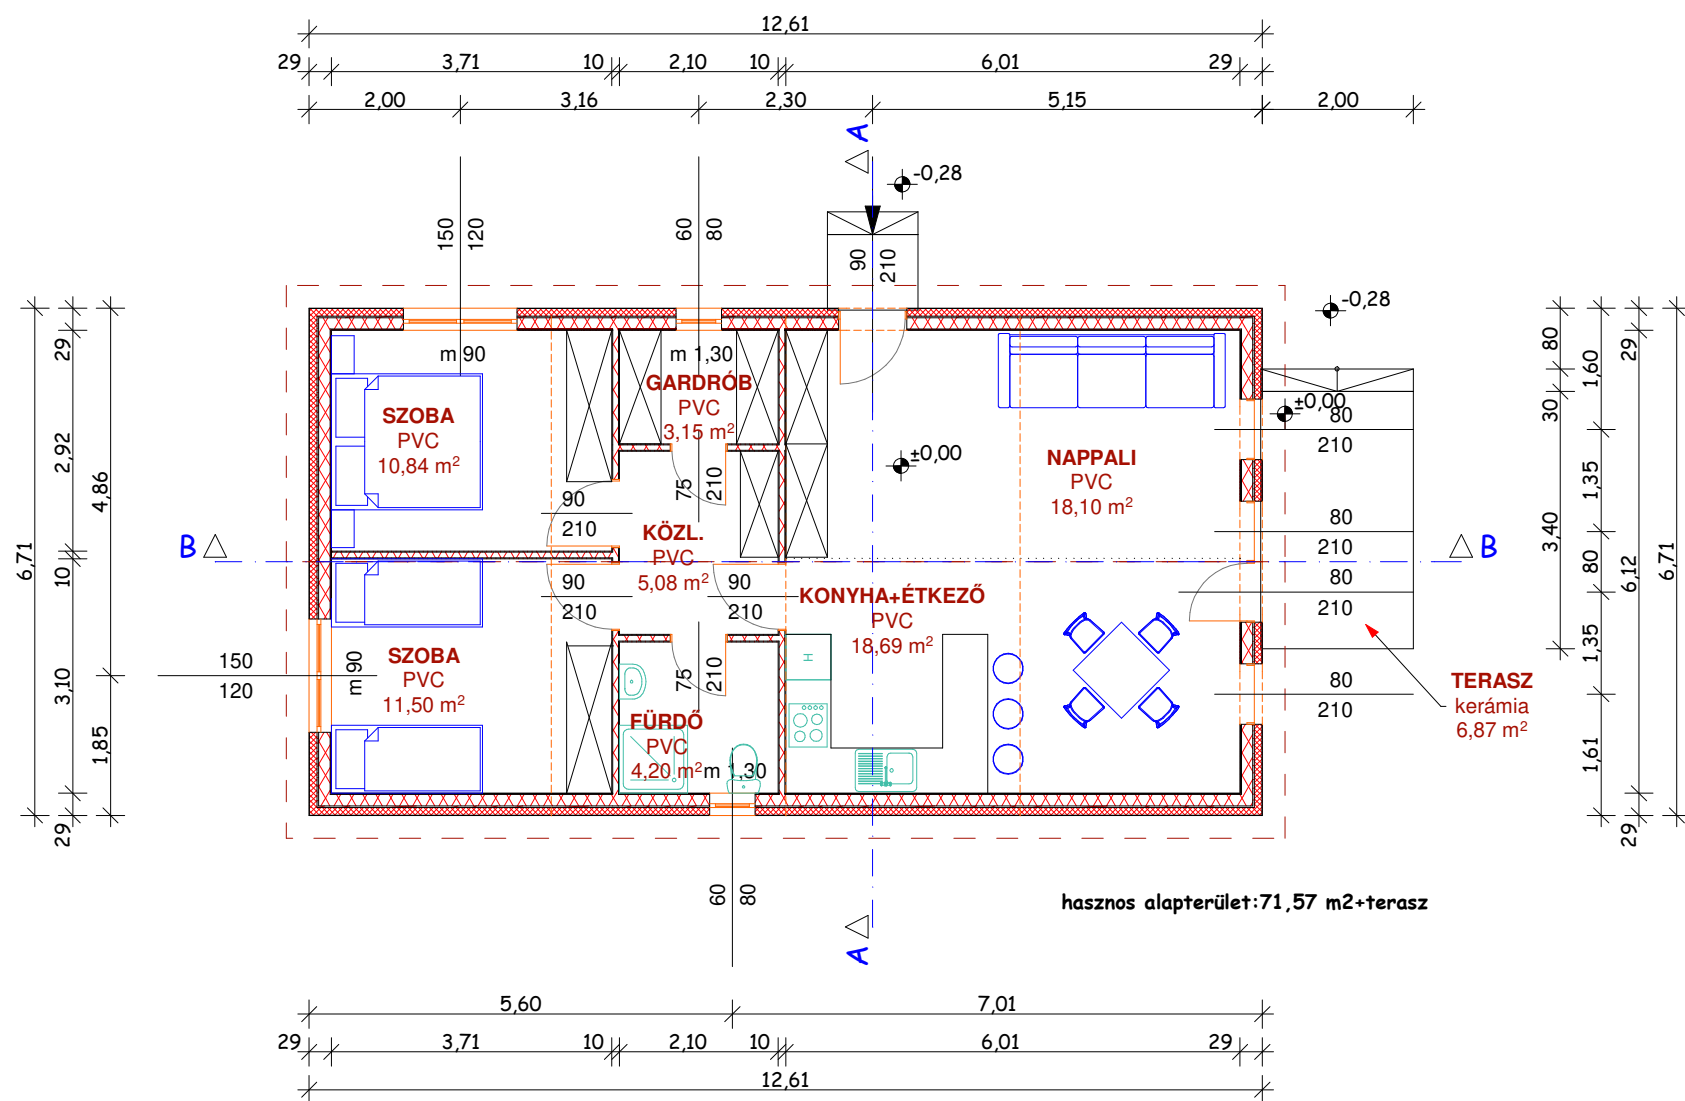 12,61
29 3,71 10 2,10 10 6,01 29
2,00 3,16 2,30 5,15 2,00
A
-0,28
150
120
60
80
90
210
-0,28
m 90
m 1,30
GARDRÓB
PVC
3,15 m²
SZOBA
PVC
10,84 m²
±0,00
±0,00
80
210
NAPPALI
PVC
18,10 m²
75
210
90
210
KÖZL.
PVC
5,08 m²
80
210
B
B
90
210
90
210
KONYHA+ÉTKEZŐ
PVC
18,69 m²
80
210
150
120
m 90
SZOBA
PVC
11,50 m²
75
210
80
210
TERASZ
kerámia
6,87 m²
FÜRDŐ
PVC
4,20 m²
m 1,30
H
60
80
A
hasznos alapterület:71,57 m2+terasz
6,71
29
2,92
10
3,10
29
4,86
1,85
80
30
3,40
1,60
1,35
80
1,35
1,61
29
6,12
29
6,71
5,60 7,01
29 3,71 10 2,10 10 6,01 29
12,61